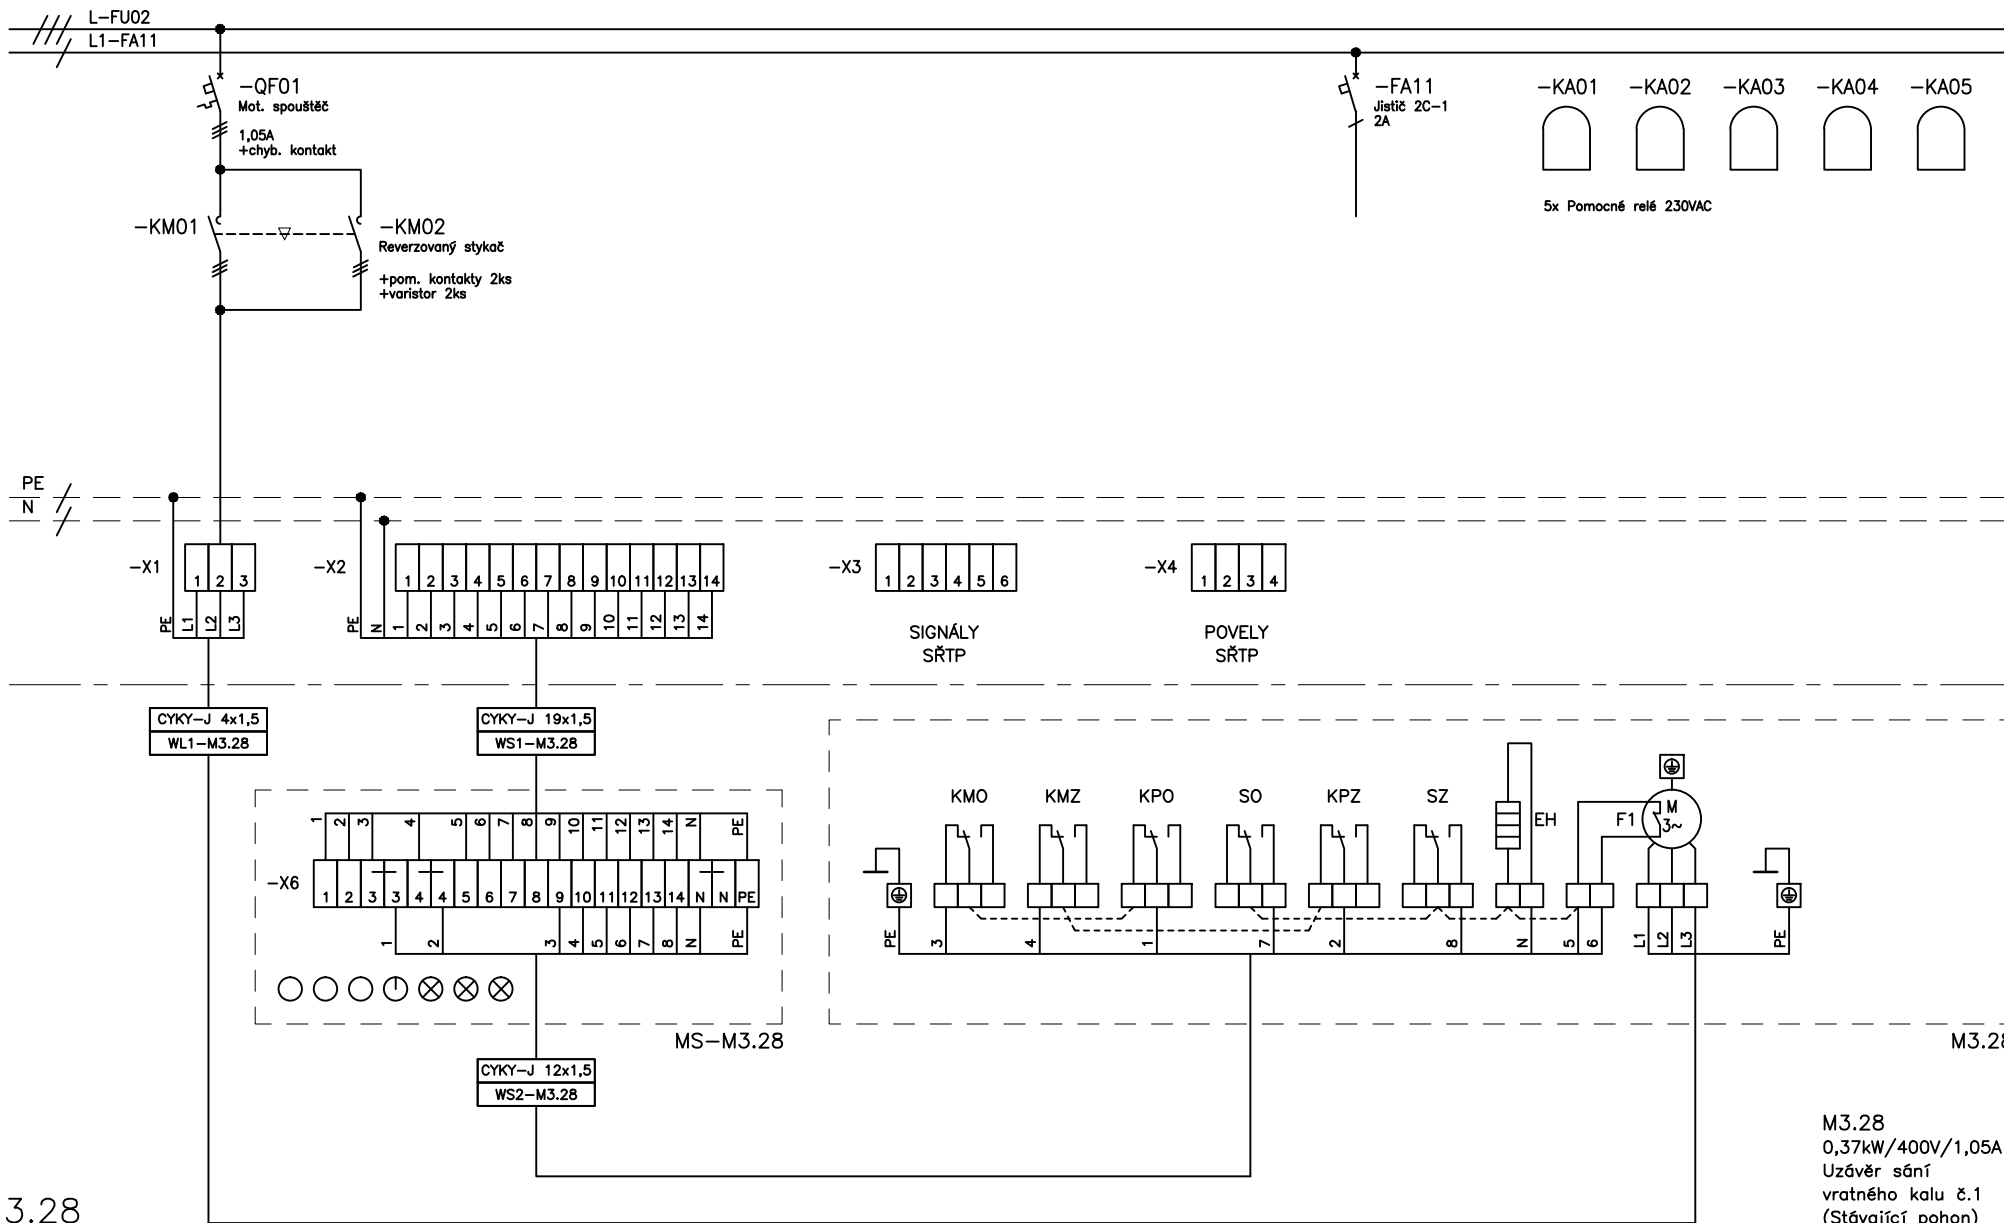 L-FU02
L1-FA11
-QF01
Mot. spouštěč
1,05A
+chyb. kontakt
-FA11
Jistič 2C-1
2A
-KA01 -KA02 -KA03 -KA04 -KA05
5x Pomocné relé 230VAC
-KM01
-KM02
Reverzovaný stykač
+pom. kontakty 2ks
+varistor 2ks
PE
N
-X1
1 2 3
PE L1 L2 L3
-X2
1 2 3 4 5 6 7 8 9 10 11 12 13 14
PE N 1 2 3 4 5 6 7 8 9 10 11 12 13 14
-X3
1 2 3 4 5 6
SIGNÁLY
SŘTP
-X4
1 2 3 4
POVELY
SŘTP
CYKY-J 4x1,5
WL1-M3.28
CYKY-J 19x1,5
WS1-M3.28
1 2 3 4 5 6 7 8 9 10 11 12 13 14 N PE
-X6
1 2 3 3 4 4 5 6 7 8 9 10 11 12 13 14 N N PE
1 2 3 4 5 6 7 8 N PE
MS-M3.28
CYKY-J 12x1,5
WS2-M3.28
KMO KMZ KPO SO KPZ SZ
EH
F1
M
3~
PE 3 4 1 7 2 8 N 5 6 L1 L2 L3 PE
M3.28
M3.28
0,37kW/400V/1,05A
Uzávěr sání
vratného kalu č.1
(Stávající pohon)
3.28